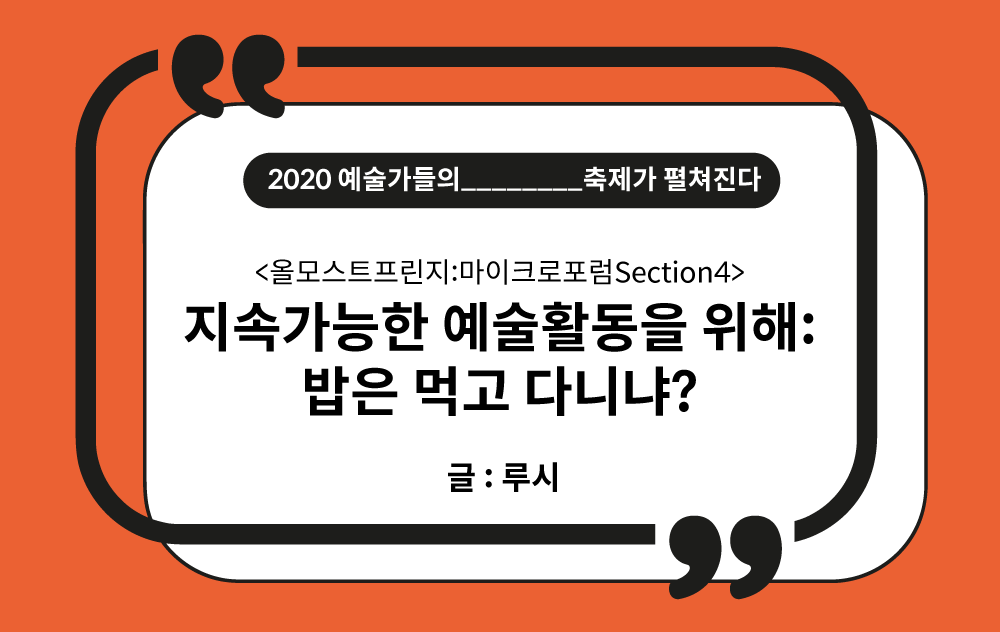 2020 예술가들의________축제가 펼쳐진다
<올모스트프린지:마이크로포럼Section4>
지속가능한 예술활동을 위해:
밥은 먹고 다니냐?
글 : 루시